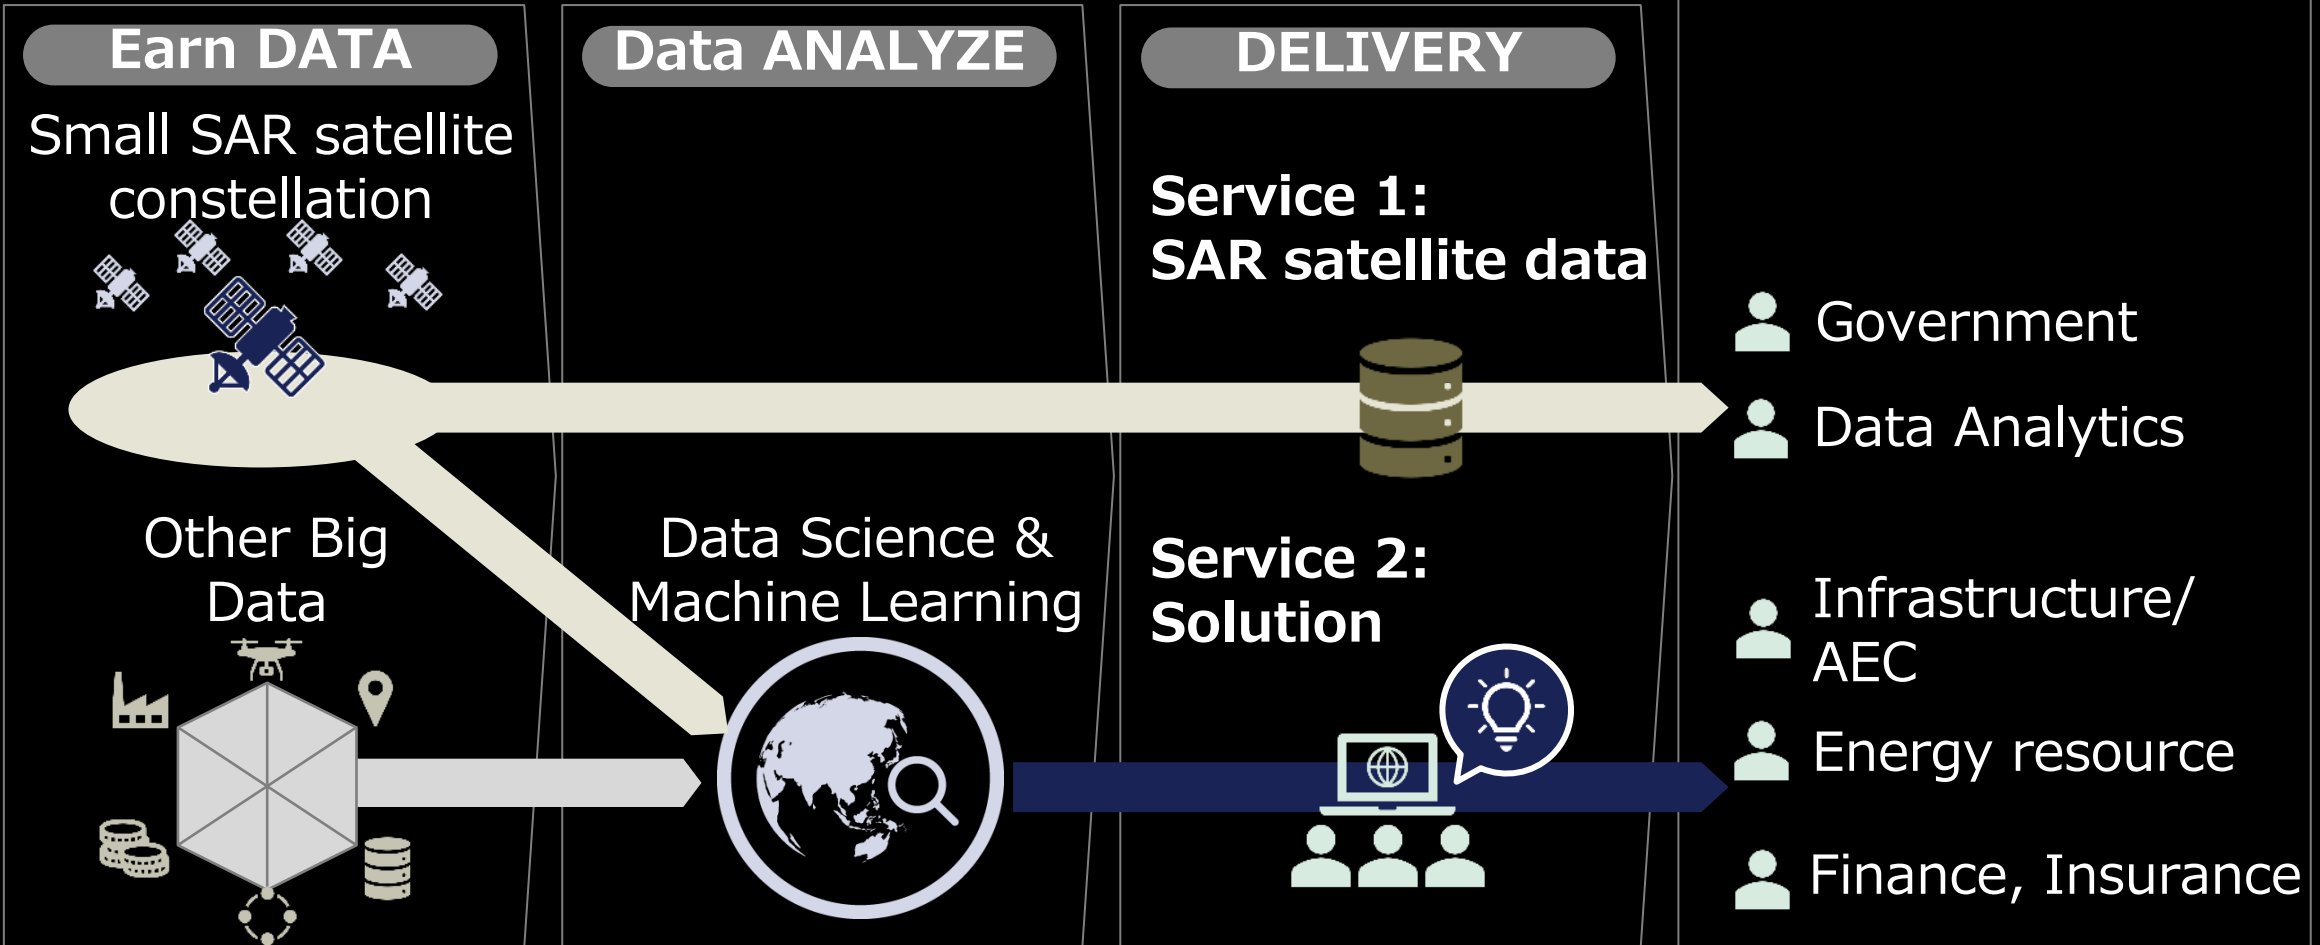 Earn DATA
Small SAR satellite
constellation
Other Big
Data
Data ANALYZE
Data Science &
Machine Learning
DELIVERY
Service 1:
SAR satellite data
Service 2:
Solution
Government
Data Analytics
Infrastructure/
AEC
Energy resource
Finance, Insurance